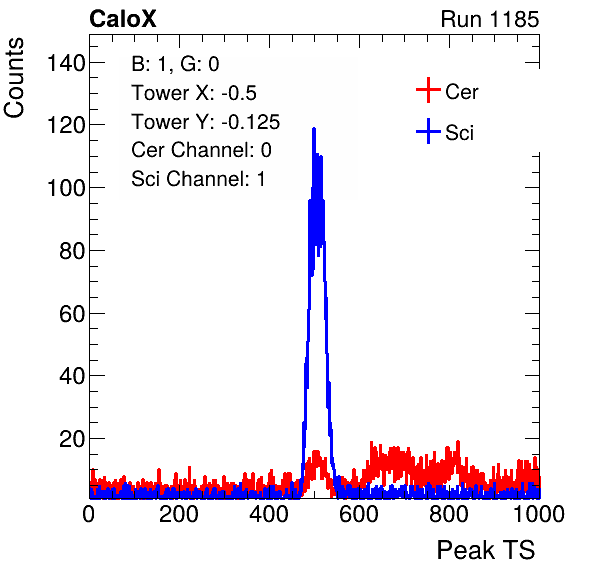 CaloX
Run 1185
Counts
B: 1, G: 0
Tower X: -0.5
Tower Y: -0.125
Cer Channel: 0
Sci Channel: 1
Cer
Sci
140
120
100
80
60
40
20
0 200 400 600 800 1000
Peak TS